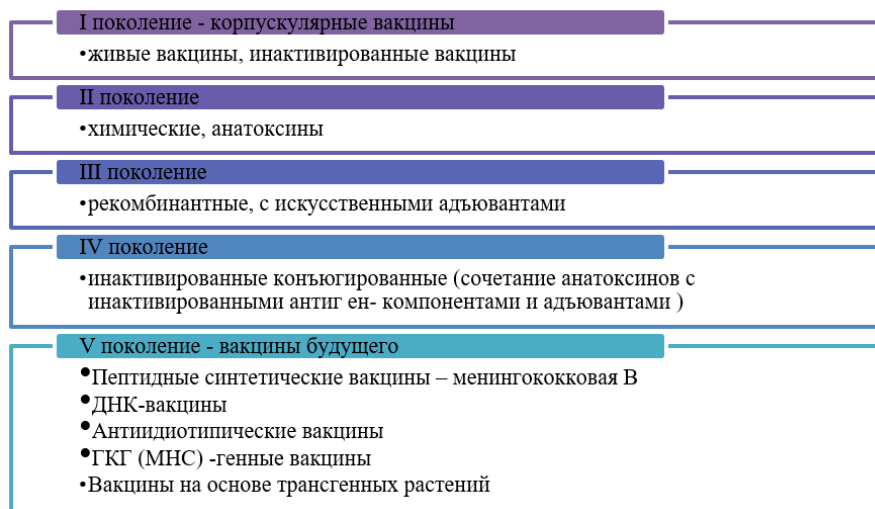 I поколение - корпускулярные вакцины
•живые вакцины, инактивированные вакцины
II поколение
•химические, анатоксины
III поколение
•рекомбинантные, с искусственными адъювантами
IV поколение
•инактивированные конъюгированные (сочетание анатоксинов с
инактивированными антиг ен- компонентами и адъювантами )
V поколение - вакцины будущего
•Пептидные синтетические вакцины – менингококковая В
•ДНК-вакцины
•Антиидиотипические вакцины
•ГКГ (МНС) -генные вакцины
•Вакцины на основе трансгенных растений